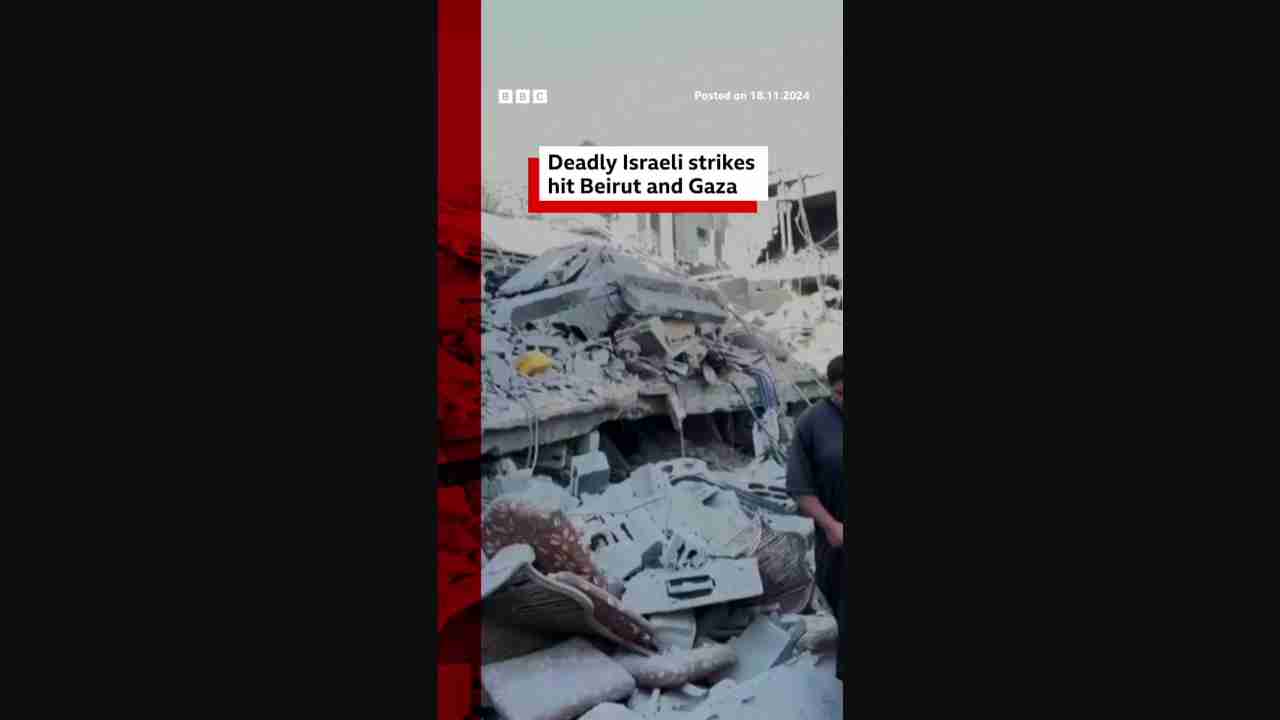 BBC
Posted on 18.11.2024
Deadly Israeli strikes
hit Beirut and Gaza